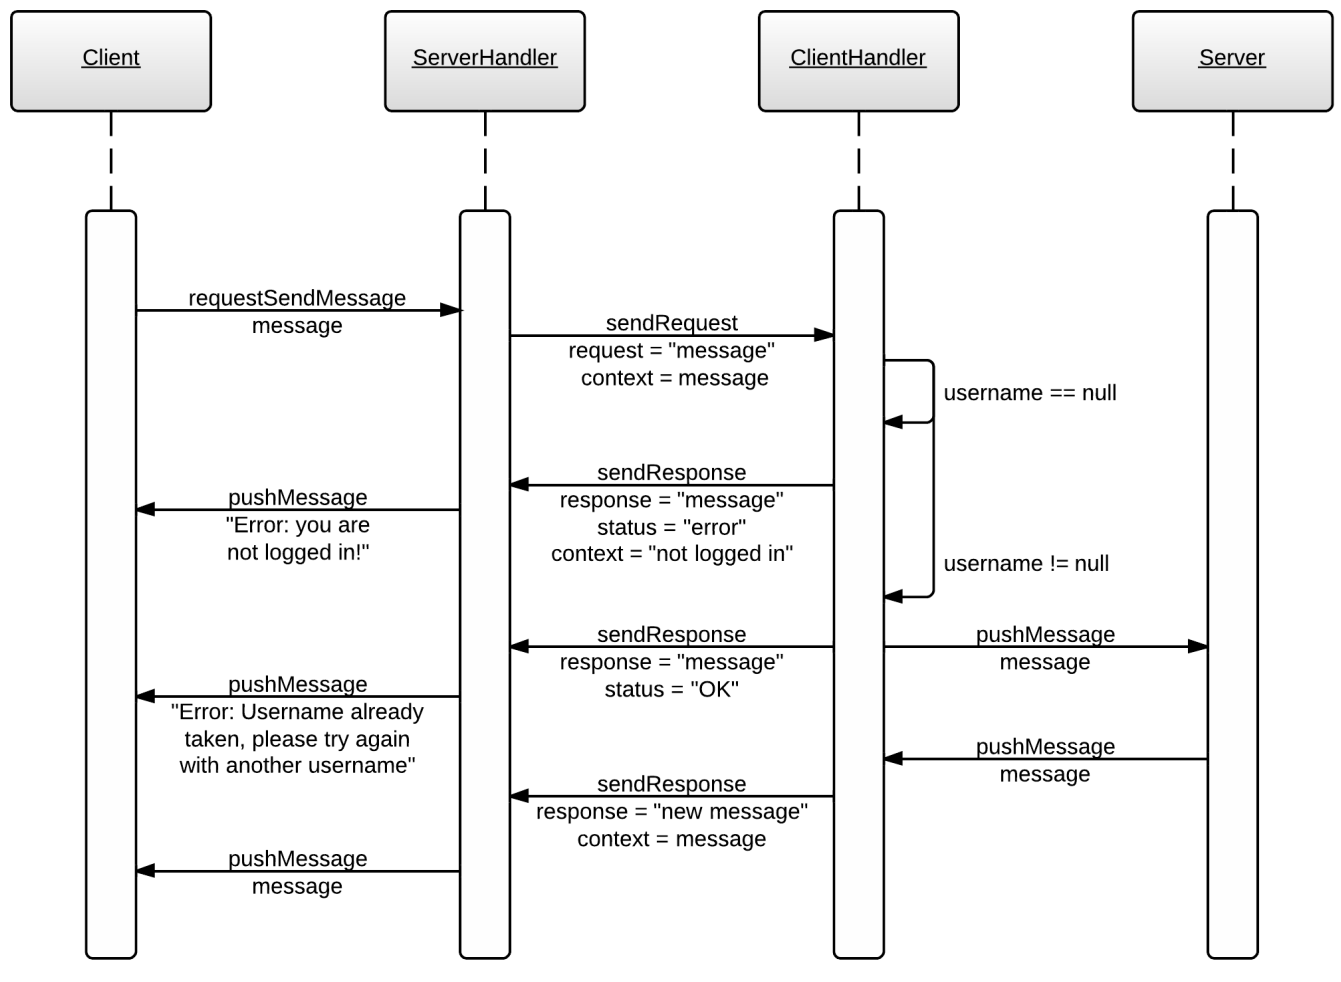 Client
ServerHandler
ClientHandler
Server
requestSendMessage
message
sendRequest
request = "message"
context = message
username == null
sendResponse
response = "message"
status = "error"
context = "not logged in"
pushMessage
"Error: you are
not logged in!"
username != null
sendResponse
response = "message"
status = "OK"
pushMessage
message
pushMessage
"Error: Username already
taken, please try again
with another username"
pushMessage
message
sendResponse
response = "new message"
context = message
pushMessage
message